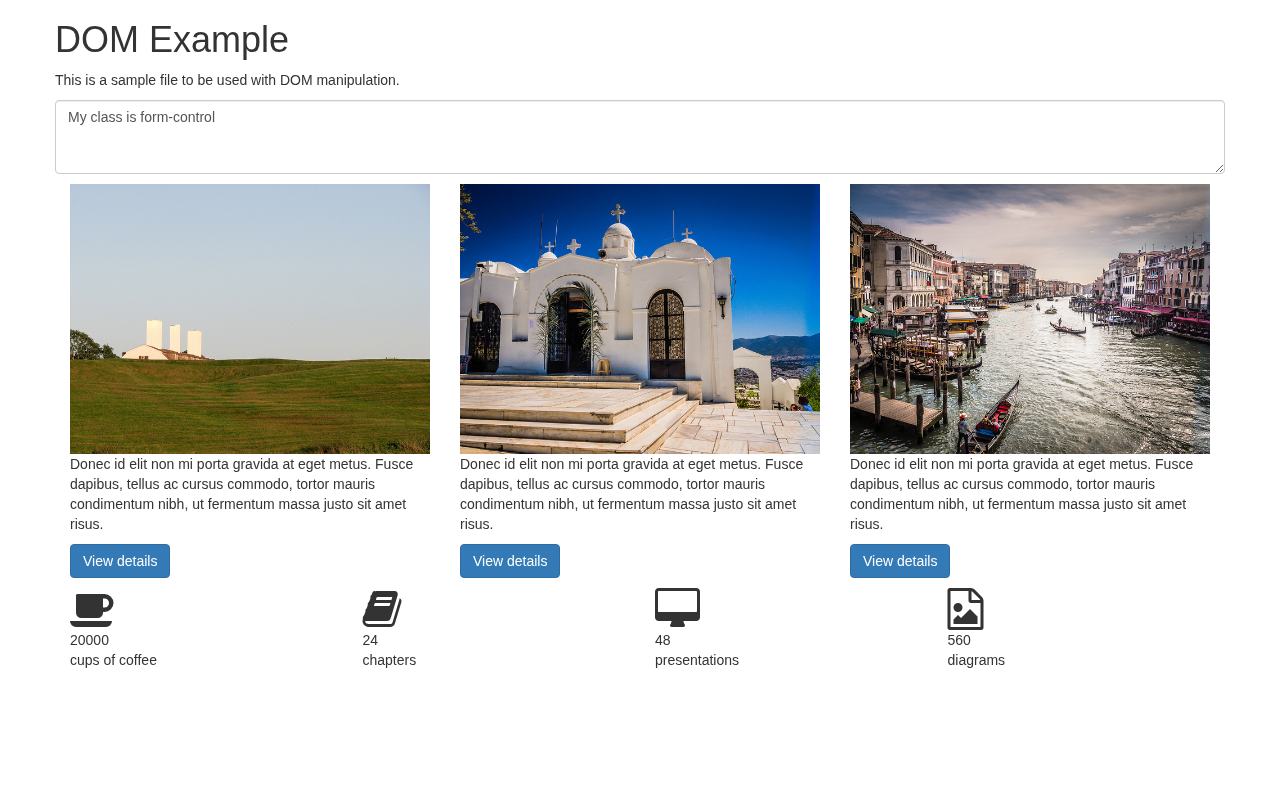 DOM Example
This is a sample file to be used with DOM manipulation.
My class is form-control
Donec id elit non mi porta gravida at eget metus. Fusce
dapibus, tellus ac cursus commodo, tortor mauris
condimentum nibh, ut fermentum massa justo sit amet
risus.
View details
Donec id elit non mi porta gravida at eget metus. Fusce
dapibus, tellus ac cursus commodo, tortor mauris
condimentum nibh, ut fermentum massa justo sit amet
risus.
View details
Donec id elit non mi porta gravida at eget metus. Fusce
dapibus, tellus ac cursus commodo, tortor mauris
condimentum nibh, ut fermentum massa justo sit amet
risus.
View details
20000
cups of coffee
24
chapters
48
presentations
560
diagrams